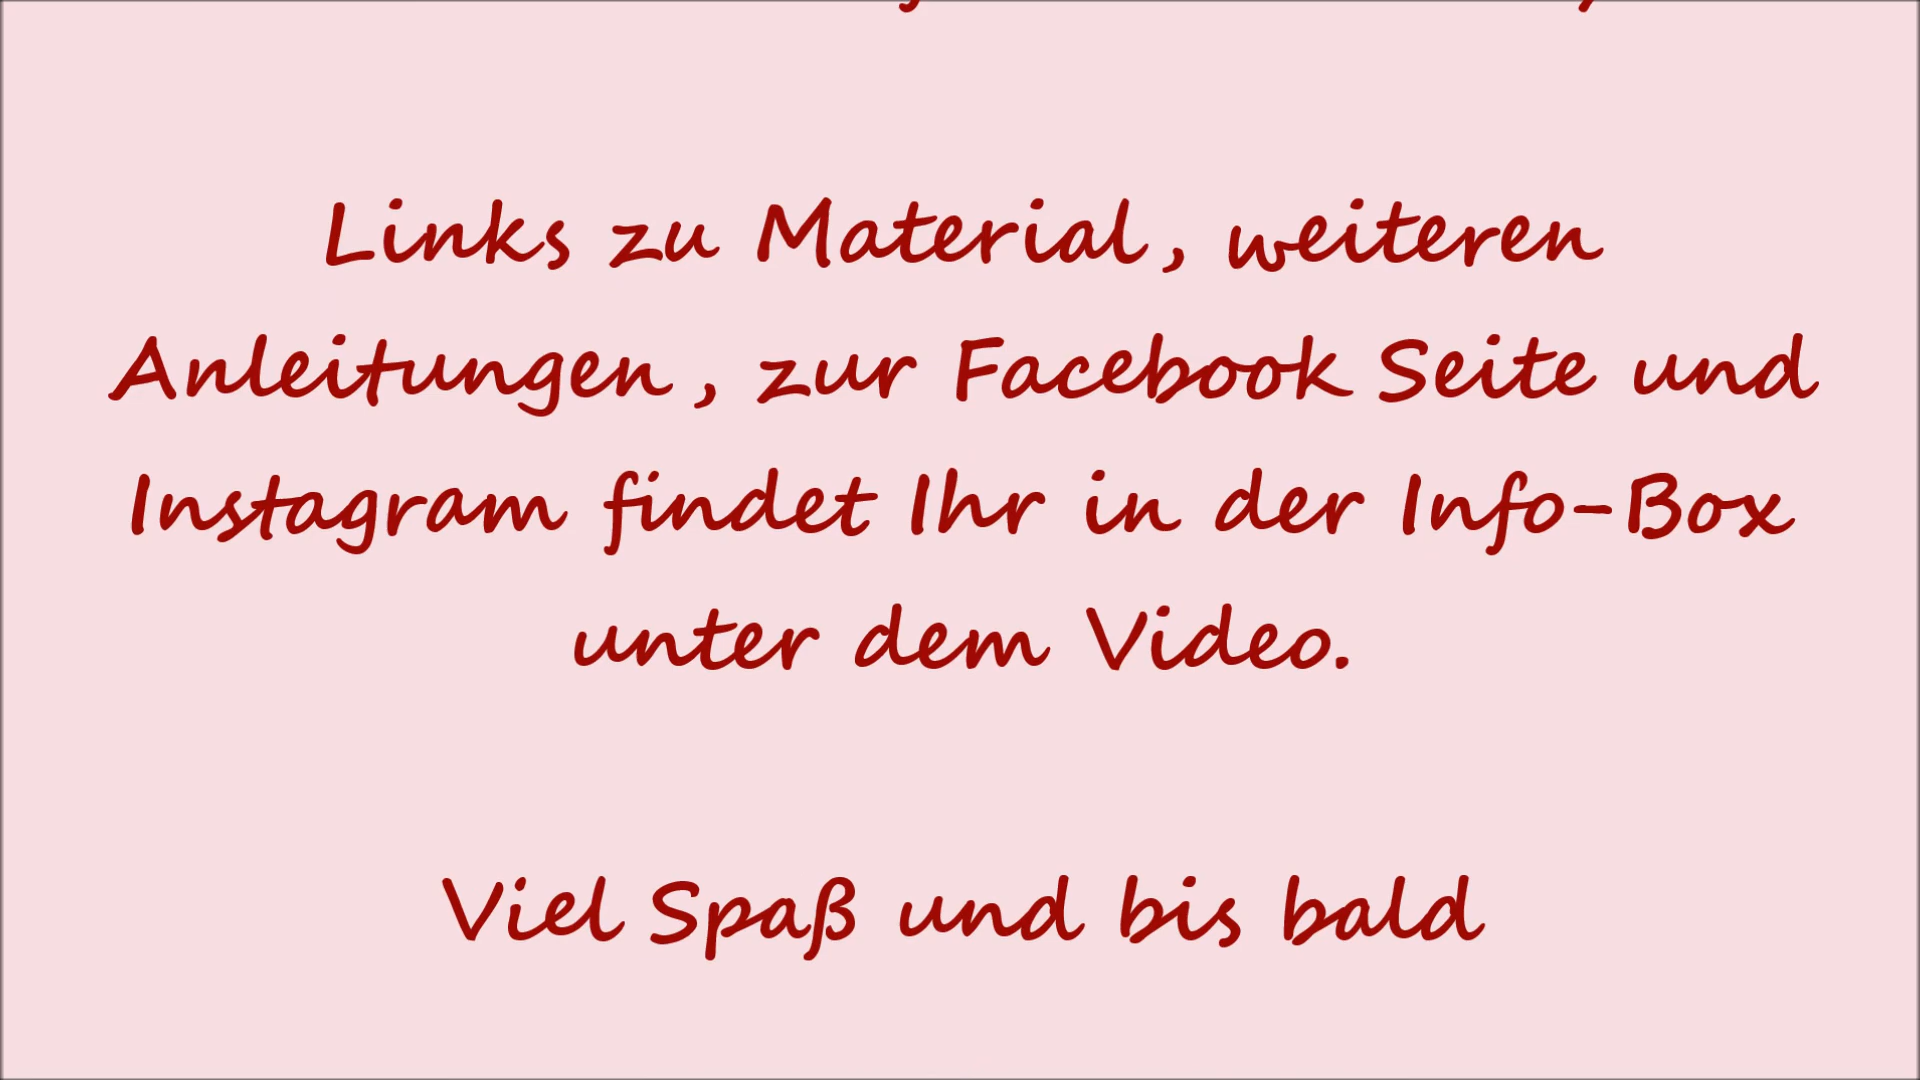 Links zu Material, weiteren
Anleitungen, zur Facebook Seite und
Instagram findet Ihr in der Info-Box
unter dem Video.
Viel Spaß und bis bald